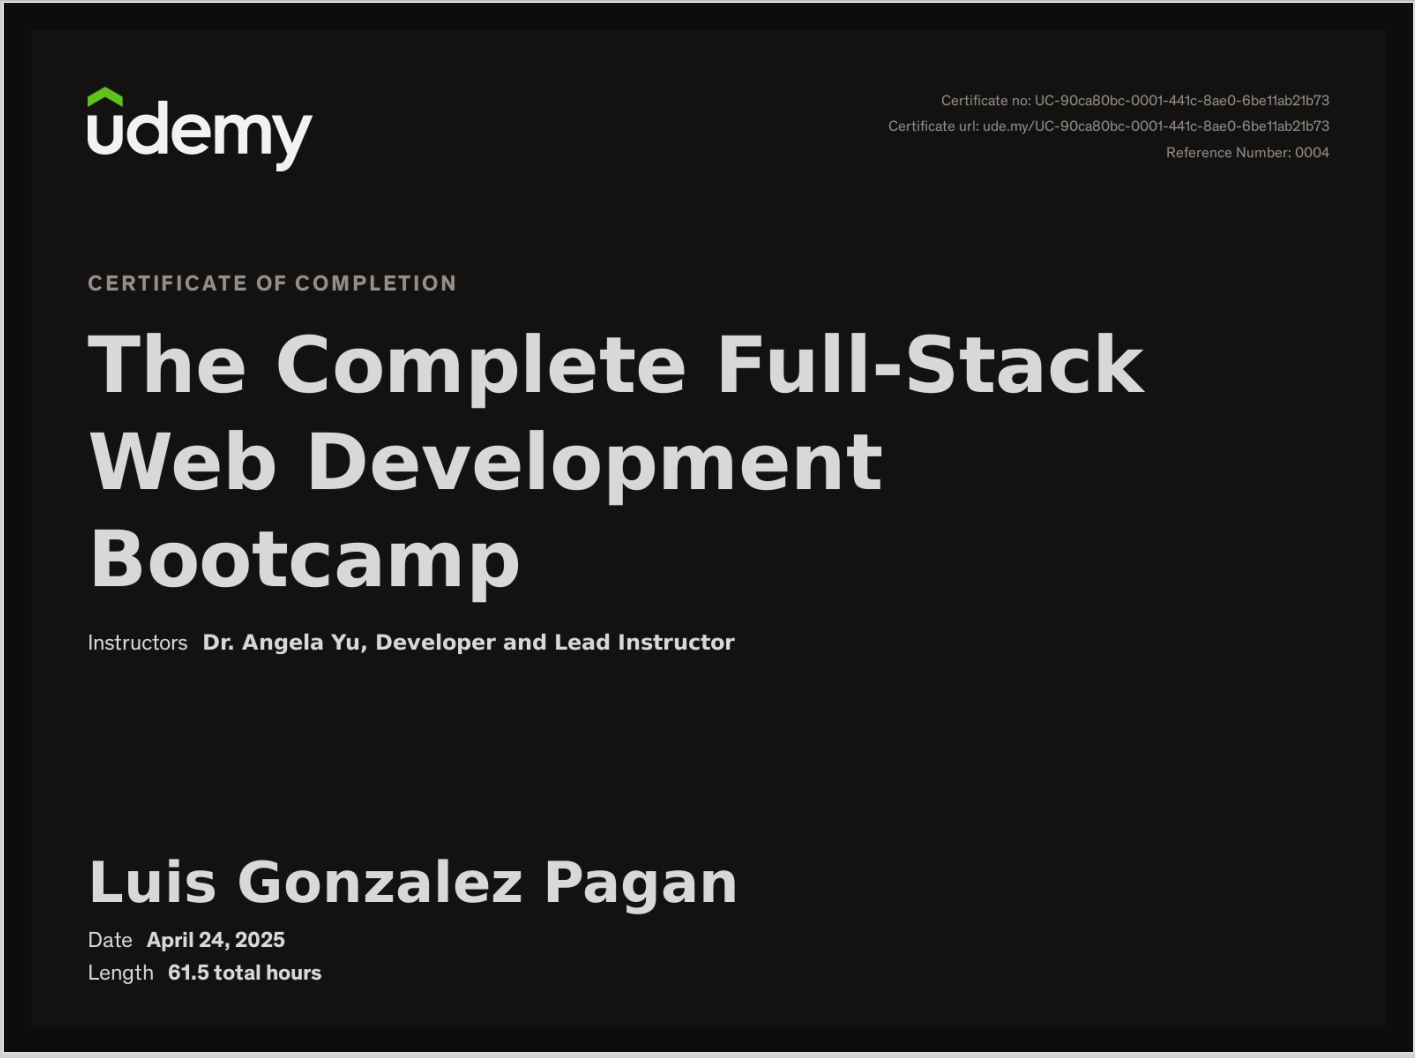 udemy
Certificate no: UC-90ca80bc-0001-441c-8ae0-6be11ab21b73
Certificate url: ude.my/UC-90ca80bc-0001-441c-8ae0-6be11ab21b73
Reference Number: 0004
CERTIFICATE OF COMPLETION
The Complete Full-Stack
Web Development
Bootcamp
Instructors Dr. Angela Yu, Developer and Lead Instructor
Luis Gonzalez Pagan
Date April 24, 2025
Length 61.5 total hours